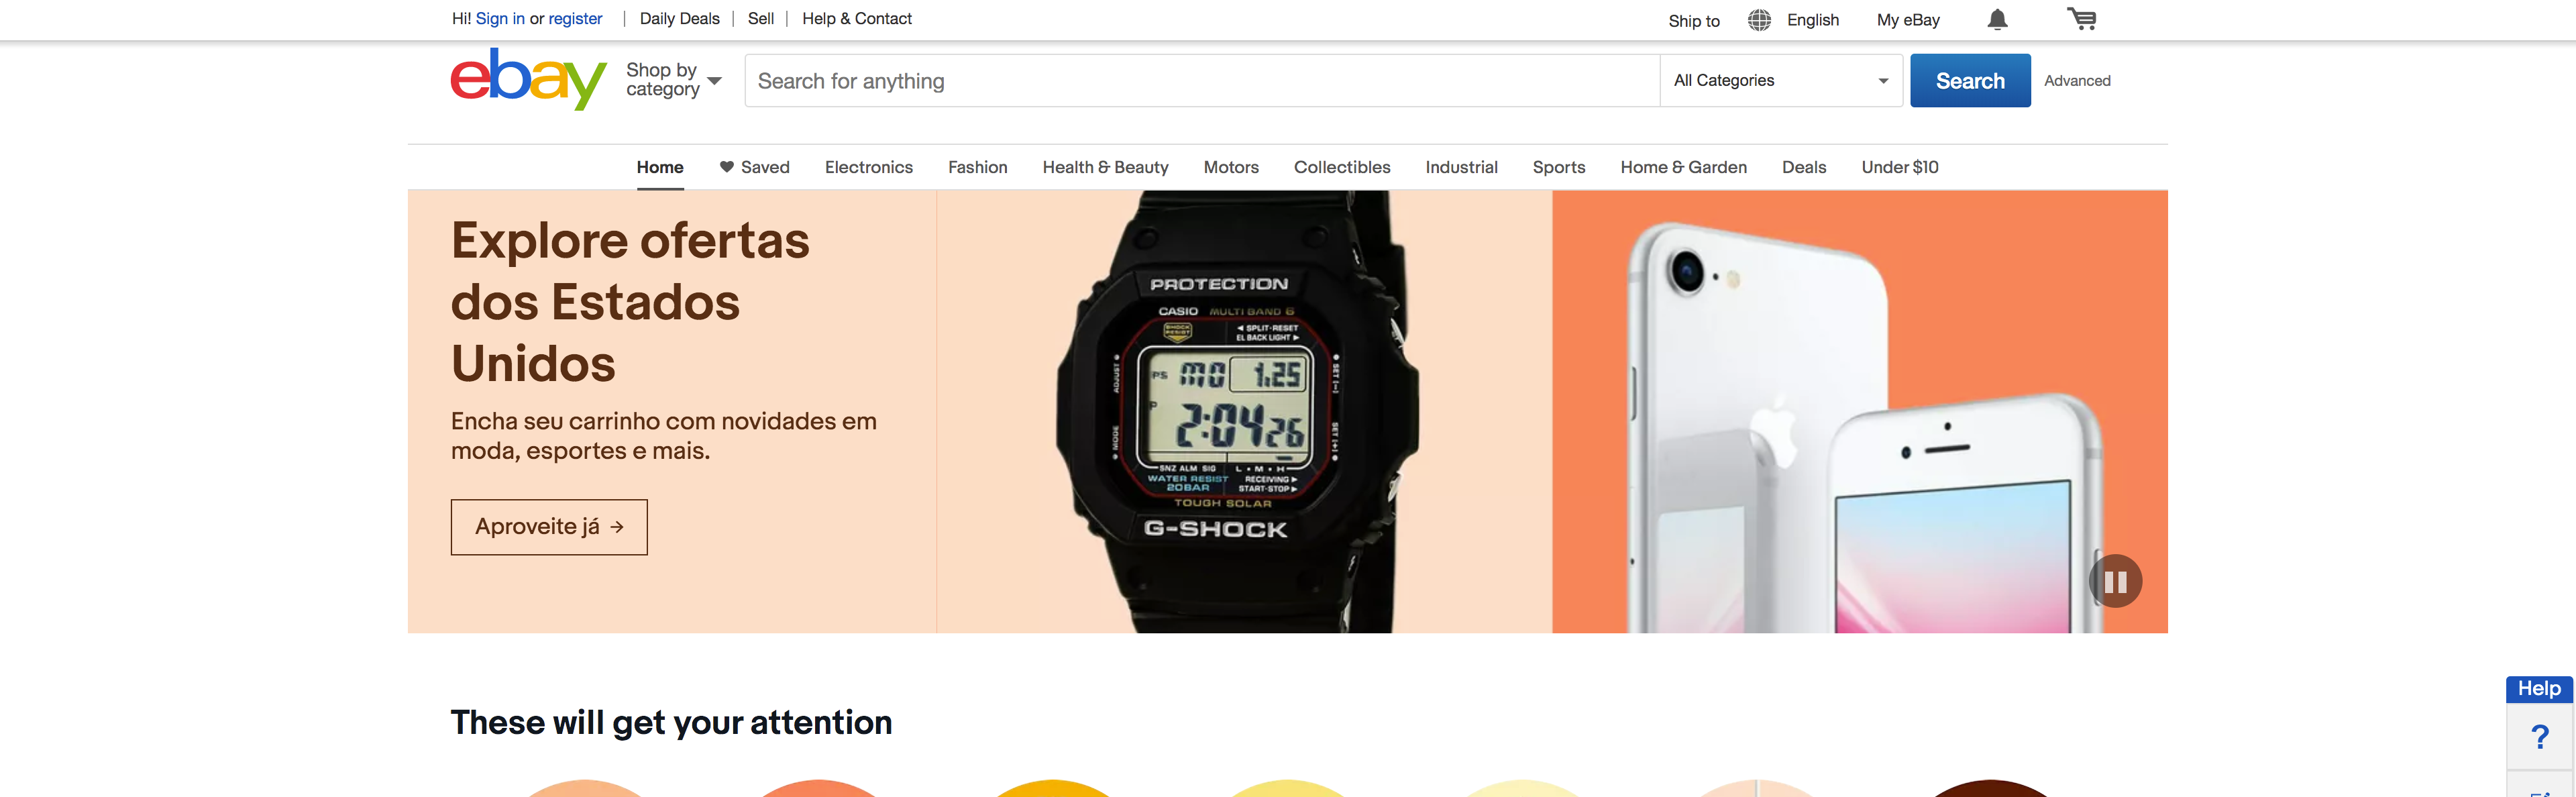 Hi! Sign in or register | Daily Deals | Sell | Help & Contact
Ship to English My eBay
ebay
Shop by
category
Search for anything
All Categories
Search
Advanced
Home Saved Electronics Fashion Health & Beauty Motors Collectibles Industrial Sports Home & Garden Deals Under $10
Explore ofertas
dos Estados
Unidos
Encha seu carrinho com novidades em
moda, esportes e mais.
Aproveite já →
PROTECTION
CASIO MULTI BAND 6
SHOCK
RESIST
SPLIT-RESET
EL BACK LIGHT
ADJUST
SET [-]
PS MO 1.25
P
2:04 26
MODE
SET [+]
SNZ ALM SIG L • M • H
WATER RESIST
20BAR
RECEIVING
START-STOP
TOUGH SOLAR
G-SHOCK
These will get your attention
Help
?